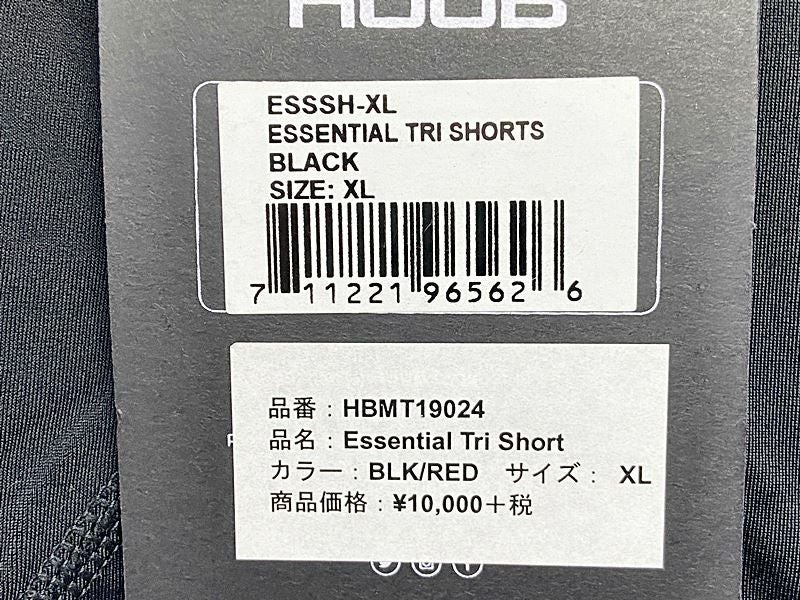 HUUB
ESSSH-XL
ESSENTIAL TRI SHORTS
BLACK
SIZE: XL
7 11221 96562 6
品番：HBMT19024
品名：Essential Tri Short
カラー：BLK/RED サイズ： XL
商品価格：¥10,000＋税